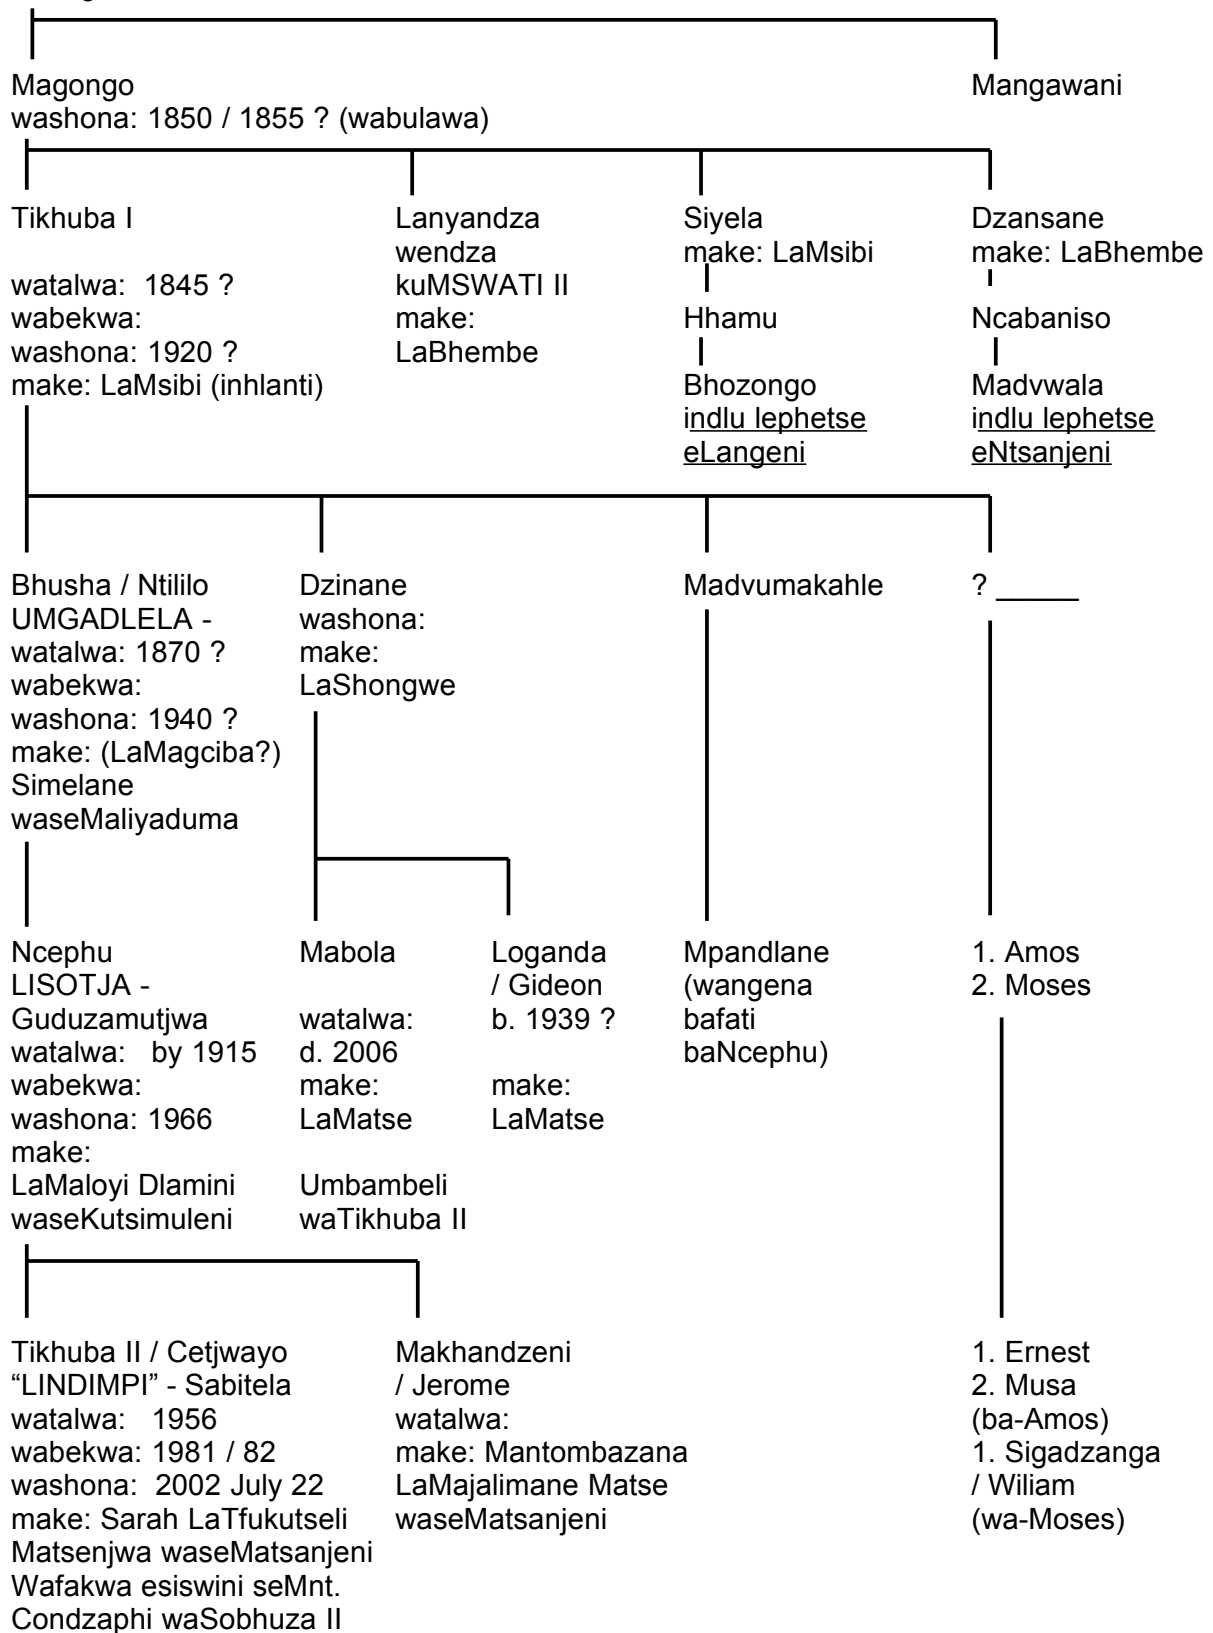 Magongo
washona: 1850 / 1855 ? (wabulawa)
Mangawani
Tikhuba I
watalwa: 1845 ?
wabekwa:
washona: 1920 ?
make: LaMsibi (inhlanti)
Lanyandza
wendza
kuMSWATI II
make:
LaBhembe
Siyela
make: LaMsibi
Hhamu
Bhozongo
indlu lephetse
eLangeni
Dzansane
make: LaBhembe
Ncabaniso
Madvwala
indlu lephetse
eNtsanjeni
Bhusha / Ntililo
UMGADLELA -
watalwa: 1870 ?
wabekwa:
washona: 1940 ?
make: (LaMagciba?)
Simelane
waseMaliyaduma
Dzinane
washona:
make:
LaShongwe
Madvumakahle
? _____
Ncephu
LISOTJA -
Guduzamutjwa
watalwa: by 1915
wabekwa:
washona: 1966
make:
LaMaloyi Dlamini
waseKutsimuleni
Mabola
watalwa:
d. 2006
make:
LaMatse
Umbambeli
waTikhuba II
Loganda
/ Gideon
b. 1939 ?
make:
LaMatse
Mpandlane
(wangena
bafati
baNcephu)
1. Amos
2. Moses
Tikhuba II / Cetjwayo
“LINDIMPI” - Sabitela
watalwa: 1956
wabekwa: 1981 / 82
washona: 2002 July 22
make: Sarah LaTfukutseli
Matsenjwa waseMatsanjeni
Wafakwa esiswini seMnt.
Condzaphi waSobhuza II
Makhandzeni
/ Jerome
watalwa:
make: Mantombazana
LaMajalimane Matse
waseMatsanjeni
1. Ernest
2. Musa
(ba-Amos)
1. Sigadzanga
/ Wiliam
(wa-Moses)